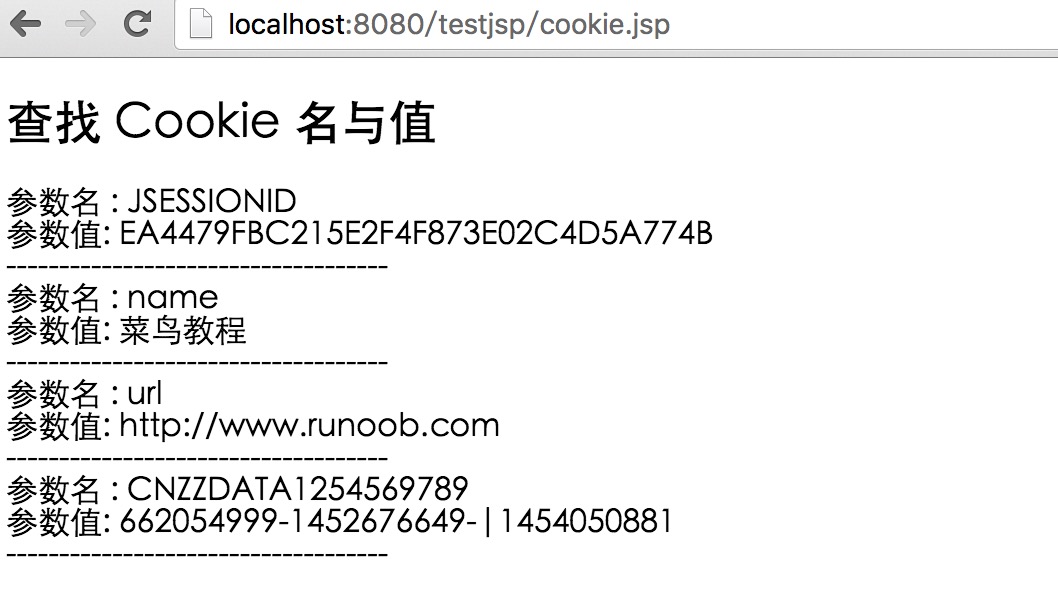 localhost:8080/testjsp/cookie.jsp
查找 Cookie 名与值
参数名 : JSESSIONID
参数值: EA4479FBC215E2F4F873E02C4D5A774B
------------------------------------
参数名 : name
参数值: 菜鸟教程
------------------------------------
参数名 : url
参数值: http://www.runoob.com
------------------------------------
参数名 : CNZZDATA1254569789
参数值: 662054999-1452676649-|1454050881
------------------------------------